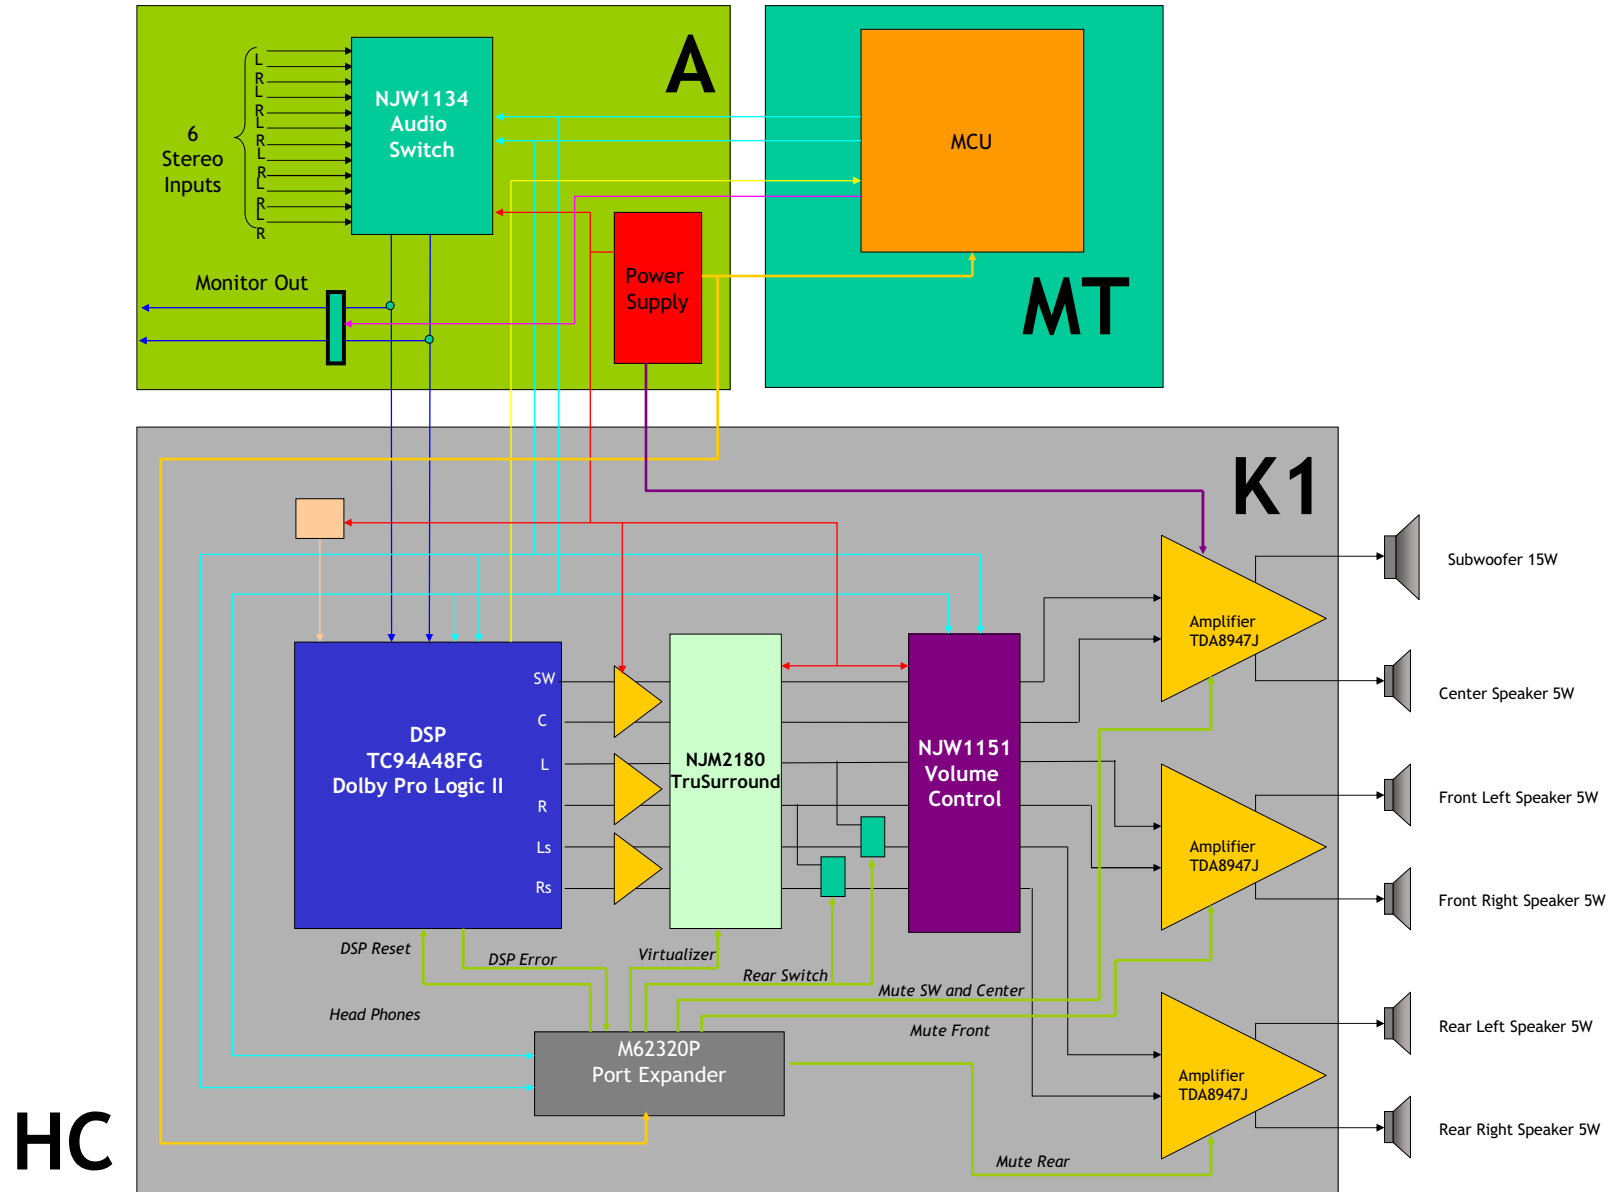 A
L
R
L
R
L
R
L
R
L
R
L
R
6
Stereo
Inputs
NJW1134
Audio
Switch
MCU
Monitor Out
Power
Supply
MT
K1
SW
C
L
R
Ls
Rs
DSP
TC94A48FG
Dolby Pro Logic II
NJM2180
TruSurround
NJW1151
Volume
Control
Amplifier
TDA8947J
Amplifier
TDA8947J
Amplifier
TDA8947J
Subwoofer 15W
Center Speaker 5W
Front Left Speaker 5W
Front Right Speaker 5W
Rear Left Speaker 5W
Rear Right Speaker 5W
DSP Reset
DSP Error
Virtualizer
Rear Switch
Mute SW and Center
Head Phones
Mute Front
M62320P
Port Expander
Mute Rear
HC